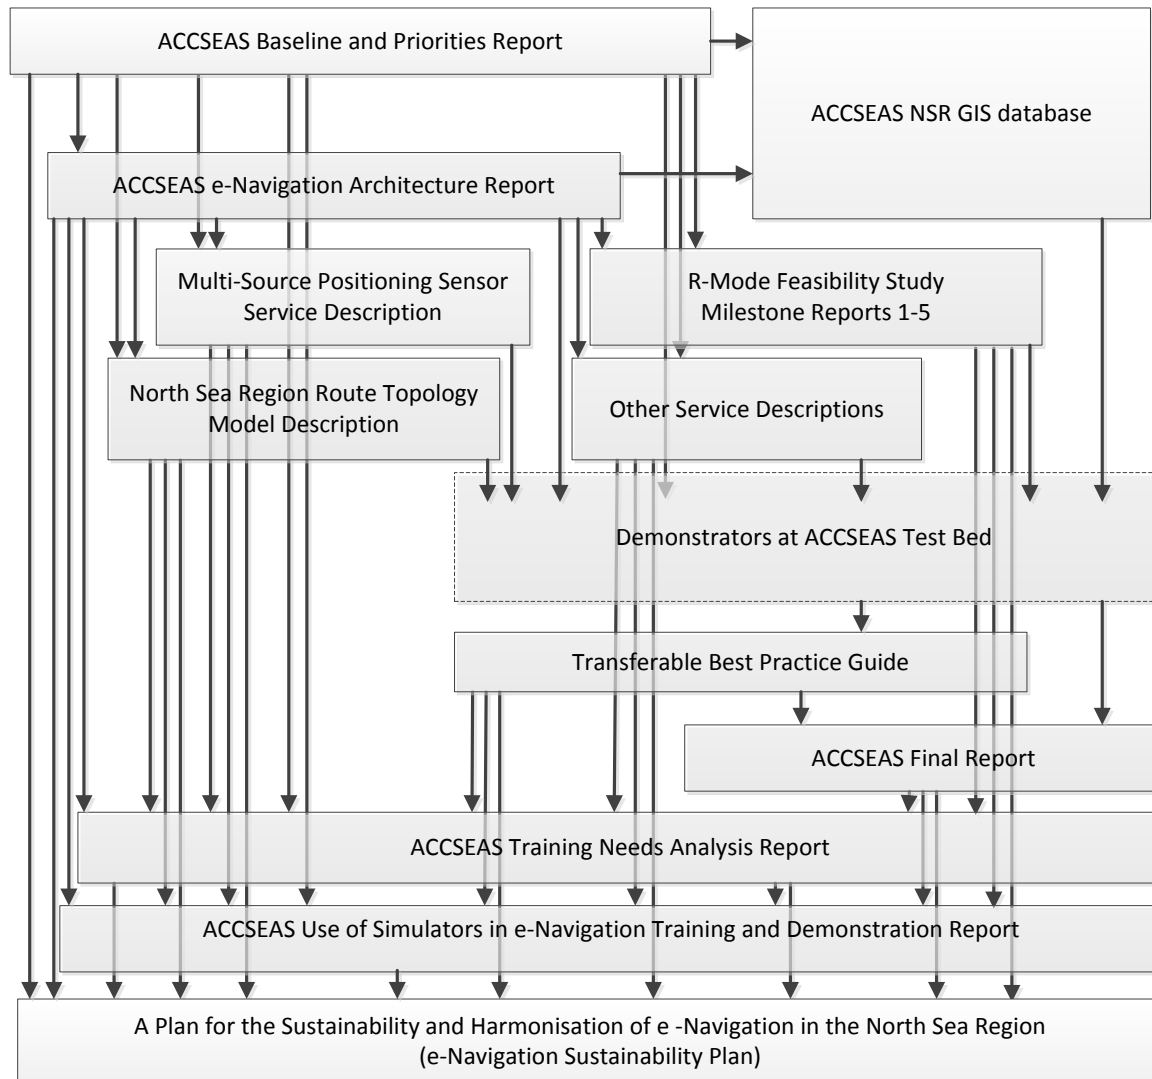 ACCSEAS Baseline and Priorities Report
ACCSEAS NSR GIS database
ACCSEAS e-Navigation Architecture Report
Multi-Source Positioning Sensor
Service Description
R-Mode Feasibility Study
Milestone Reports 1-5
North Sea Region Route Topology
Model Description
Other Service Descriptions
Demonstrators at ACCSEAS Test Bed
Transferable Best Practice Guide
ACCSEAS Final Report
ACCSEAS Training Needs Analysis Report
ACCSEAS Use of Simulators in e-Navigation Training and Demonstration Report
A Plan for the Sustainability and Harmonisation of e -Navigation in the North Sea Region
(e-Navigation Sustainability Plan)